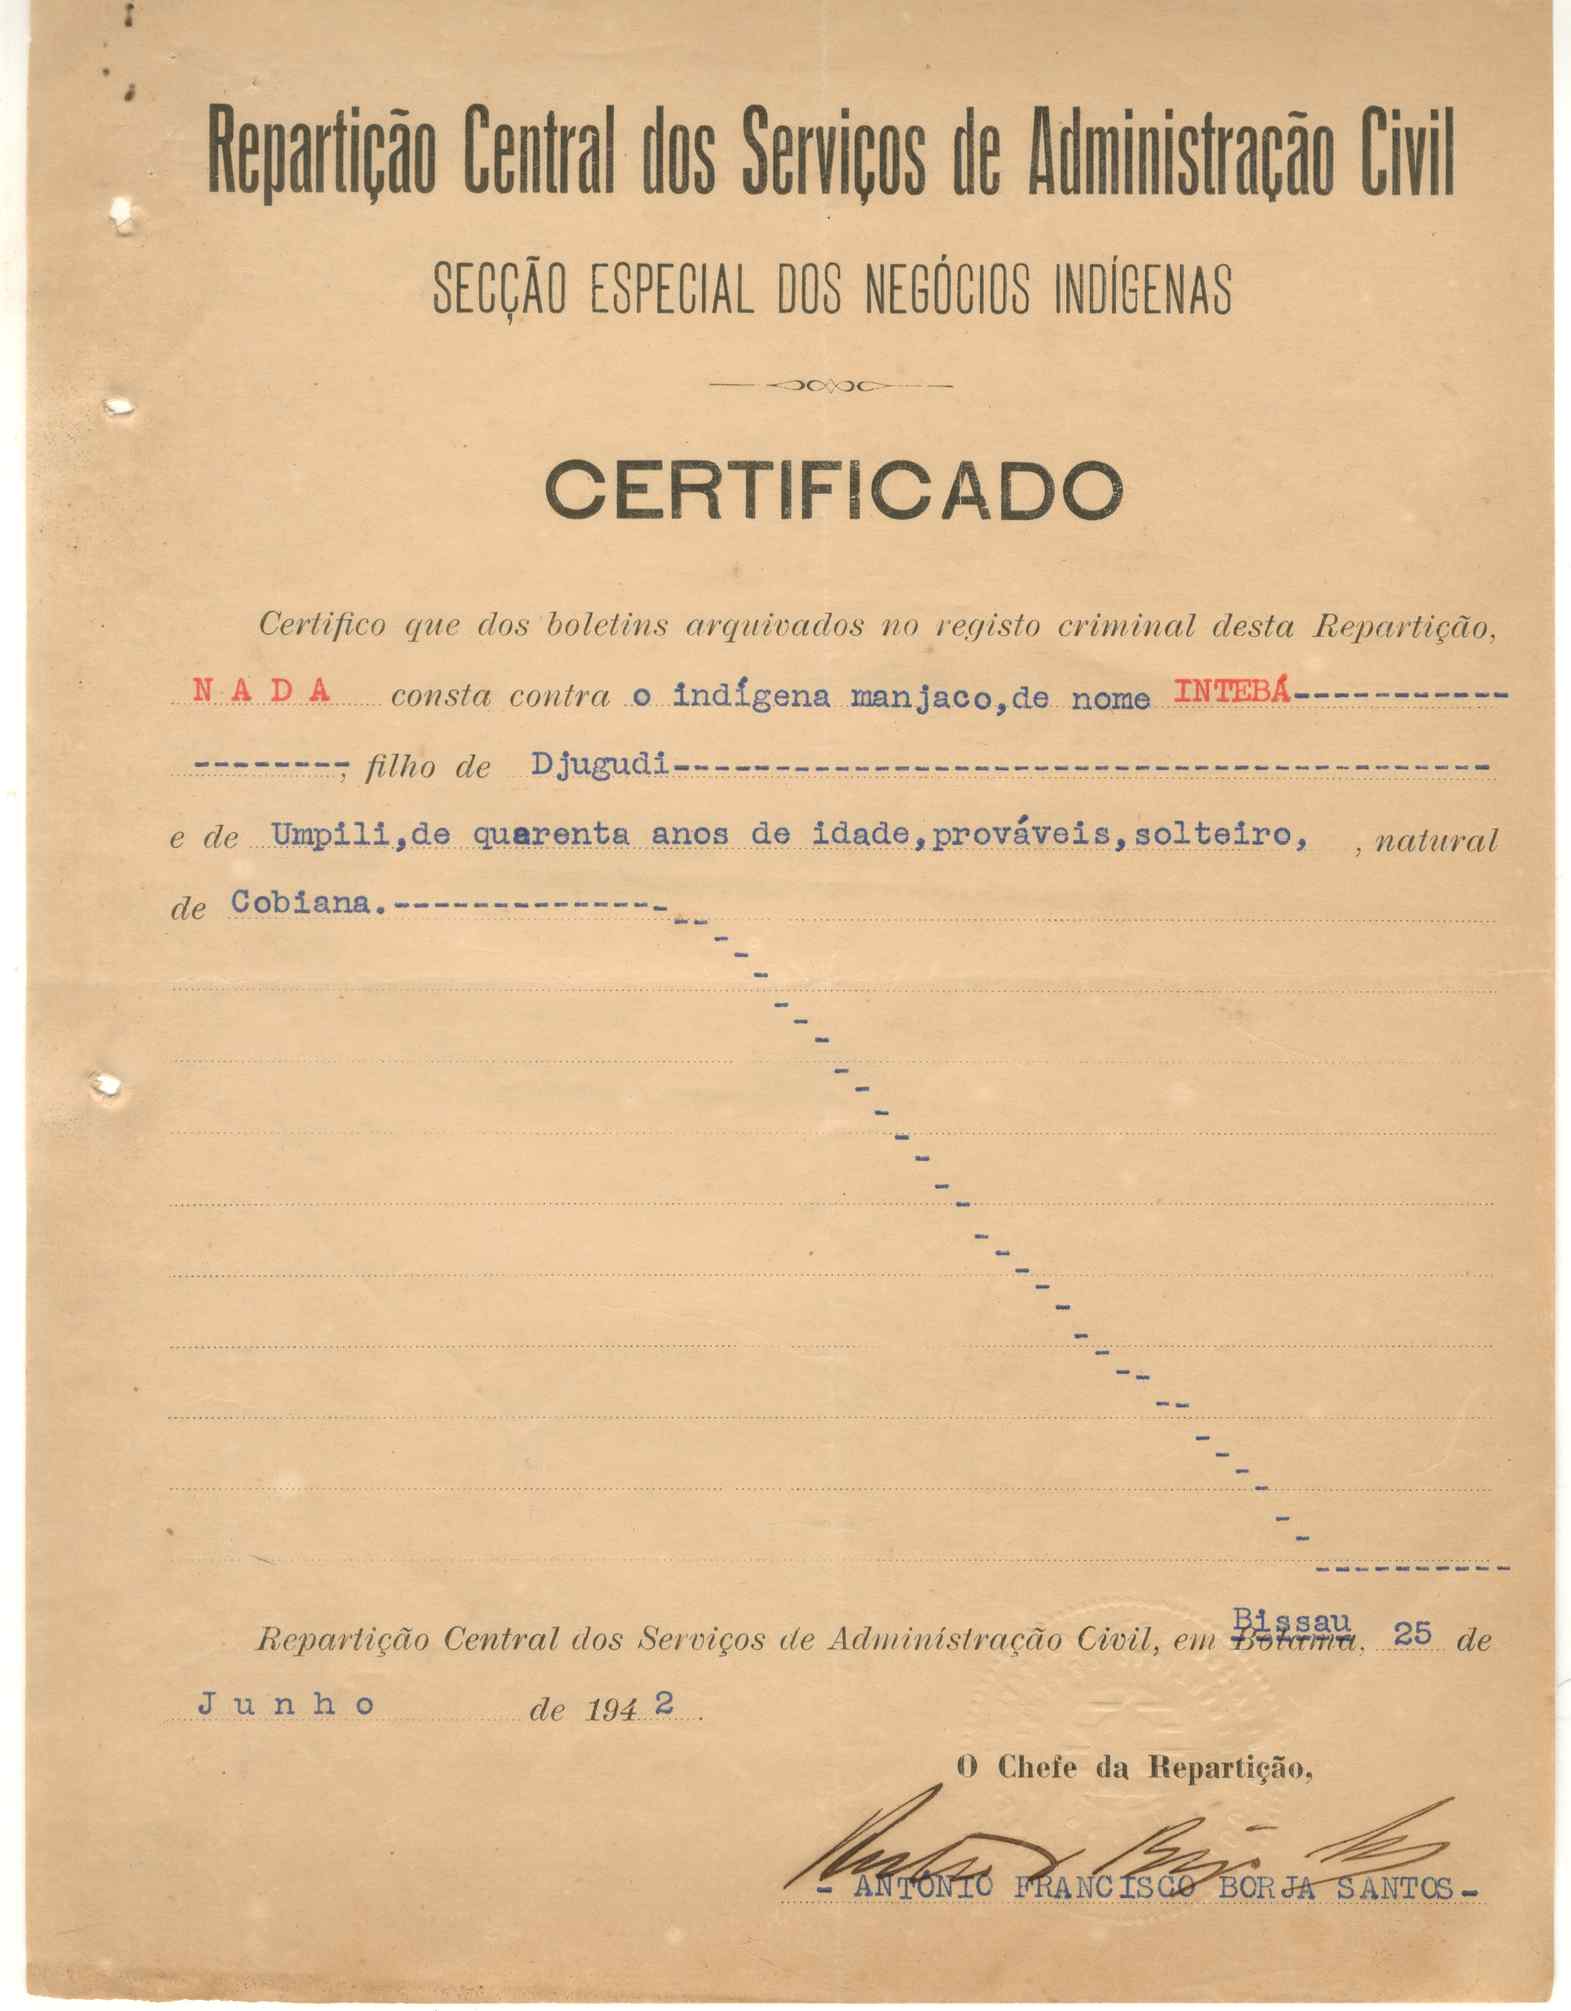 Repartição Central dos Serviços de Administração Civil
SECÇÃO ESPECIAL DOS NEGÓCIOS INDÍGENAS
CERTIFICADO
Certifico que dos boletins arquivados no registo criminal desta Repartição,
N A D A consta contra o indígena manjaco,de nome INTEBÁ------------
--------, filho de Djugudi-----------------------------------------
e de Umpili,de quarenta anos de idade,prováveis,solteiro, , natural
de Cobiana.----------------
Bissau
Repartição Central dos Serviços de Administração Civil, em Bolama, 25 de
J u n h o de 194 2 .
O Chefe da Repartição,
- ANTÓNIO FRANCISCO BORJA SANTOS-